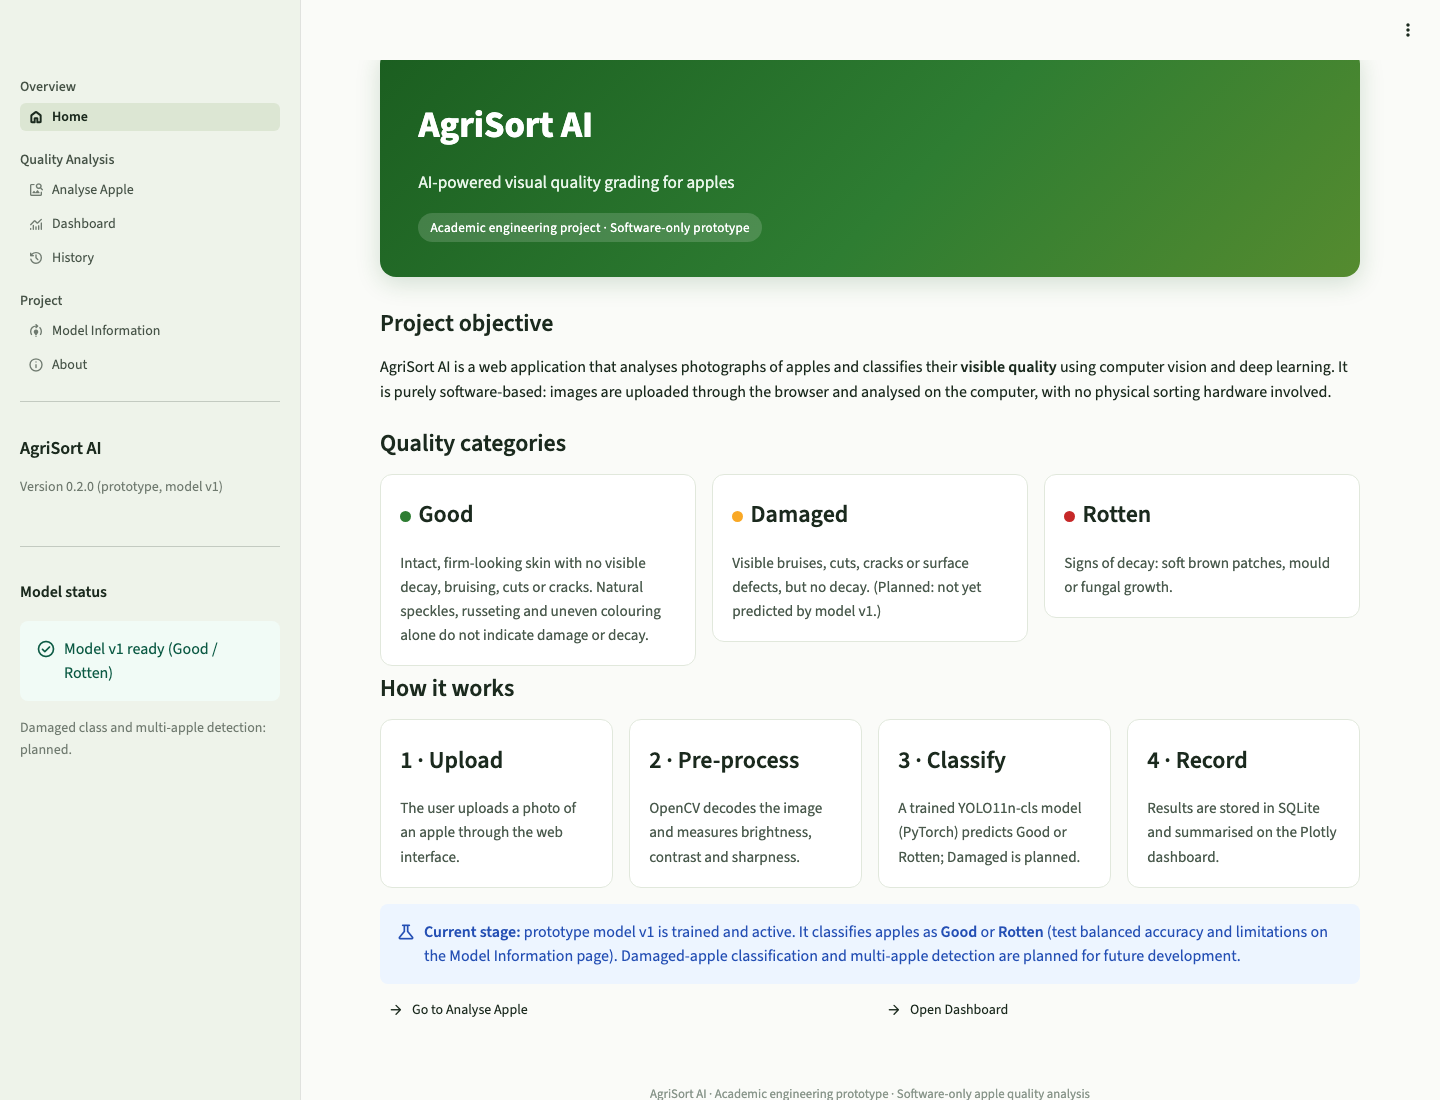 Overview
Home
Quality Analysis
Analyse Apple
Dashboard
History
Project
Model Information
About
AgriSort AI
Version 0.2.0 (prototype, model v1)
Model status
Model v1 ready (Good /
Rotten)
Damaged class and multi-apple detection:
planned.
AgriSort AI
AI-powered visual quality grading for apples
Academic engineering project · Software-only prototype
Project objective
AgriSort AI is a web application that analyses photographs of apples and classifies their visible quality using computer vision and deep learning. It
is purely software-based: images are uploaded through the browser and analysed on the computer, with no physical sorting hardware involved.
Quality categories
Good
Intact, firm-looking skin with no visible
decay, bruising, cuts or cracks. Natural
speckles, russeting and uneven colouring
alone do not indicate damage or decay.
Damaged
Visible bruises, cuts, cracks or surface
defects, but no decay. (Planned: not yet
predicted by model v1.)
Rotten
Signs of decay: soft brown patches, mould
or fungal growth.
How it works
1 · Upload
The user uploads a photo of
an apple through the web
interface.
2 · Pre-process
OpenCV decodes the image
and measures brightness,
contrast and sharpness.
3 · Classify
A trained YOLO11n-cls model
(PyTorch) predicts Good or
Rotten; Damaged is planned.
4 · Record
Results are stored in SQLite
and summarised on the Plotly
dashboard.
Current stage: prototype model v1 is trained and active. It classifies apples as Good or Rotten (test balanced accuracy and limitations on
the Model Information page). Damaged-apple classification and multi-apple detection are planned for future development.
Go to Analyse Apple
Open Dashboard
AgriSort AI · Academic engineering prototype · Software-only apple quality analysis